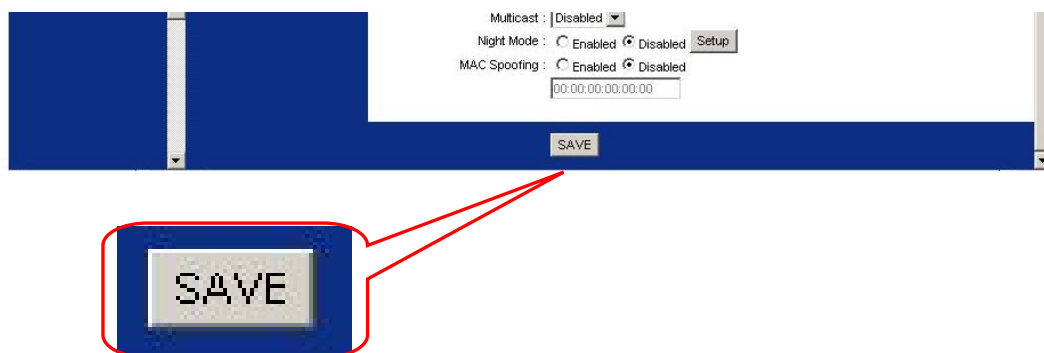 Multicast : Disabled
Night Mode : Enabled Disabled Setup
MAC Spoofing : Enabled Disabled
00:00:00:00:00:00
SAVE
SAVE